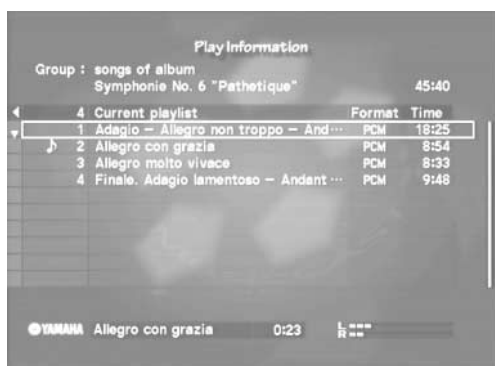 Play Information
Group : songs of album
Symphonie No. 6 "Pathetique" 45:40
4 Current playlist Format Time
1 Adagio – Allegro non troppo – And··· PCM 18:25
2 Allegro con grazia PCM 8:54
3 Allegro molto vivace PCM 8:33
4 Finale. Adagio lamentoso – Andant ··· PCM 9:48
YAMAHA Allegro con grazia 0:23 L
R